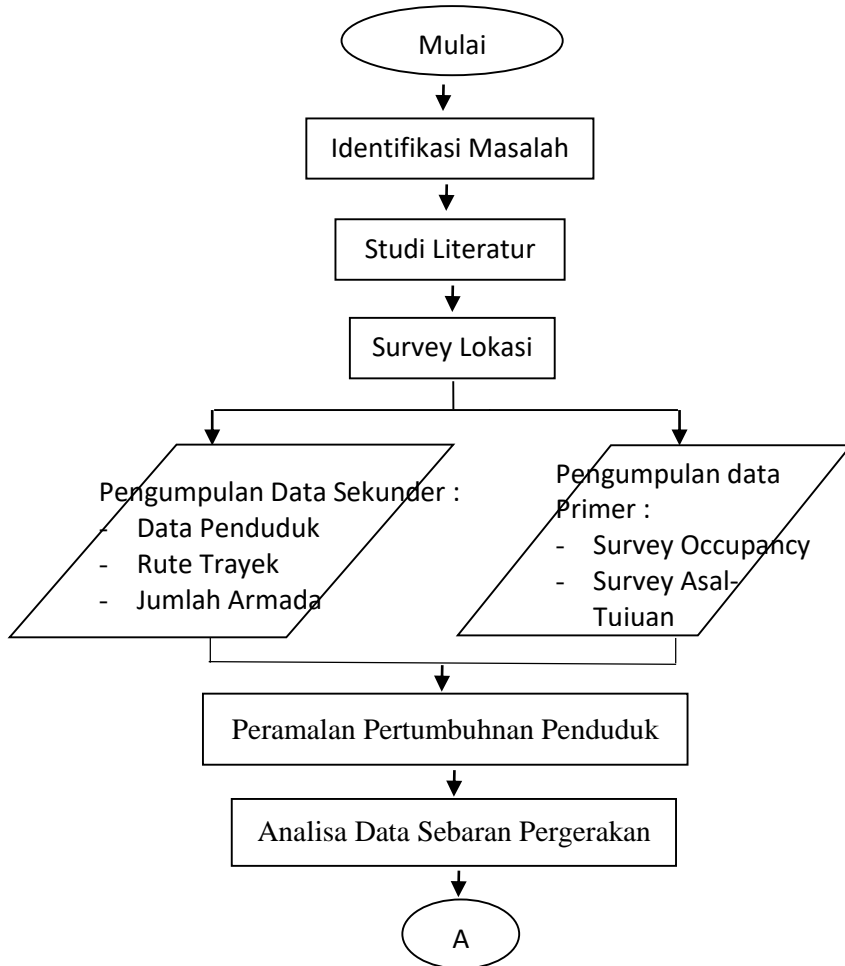 Mulai
Identifikasi Masalah
Studi Literatur
Survey Lokasi
Pengumpulan Data Sekunder :
- Data Penduduk
- Rute Trayek
- Jumlah Armada
Pengumpulan data
Primer :
- Survey Occupancy
- Survey Asal-
Tuiuan
Peramalan Pertumbuhnan Penduduk
Analisa Data Sebaran Pergerakan
A